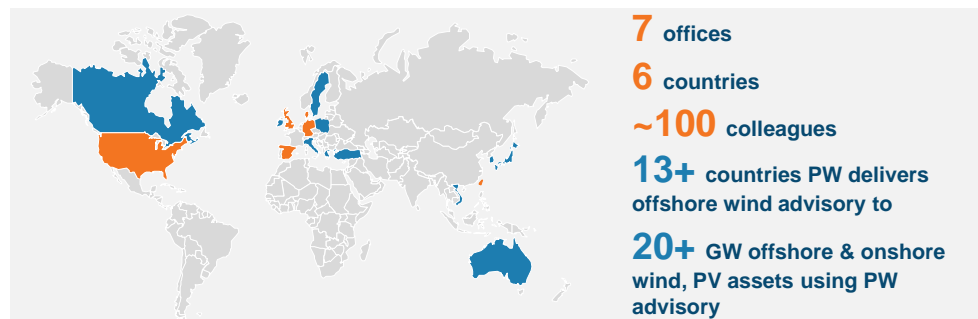 7 offices
6 countries
~100 colleagues
13+ countries PW delivers
offshore wind advisory to
20+ GW offshore & onshore
wind, PV assets using PW
advisory